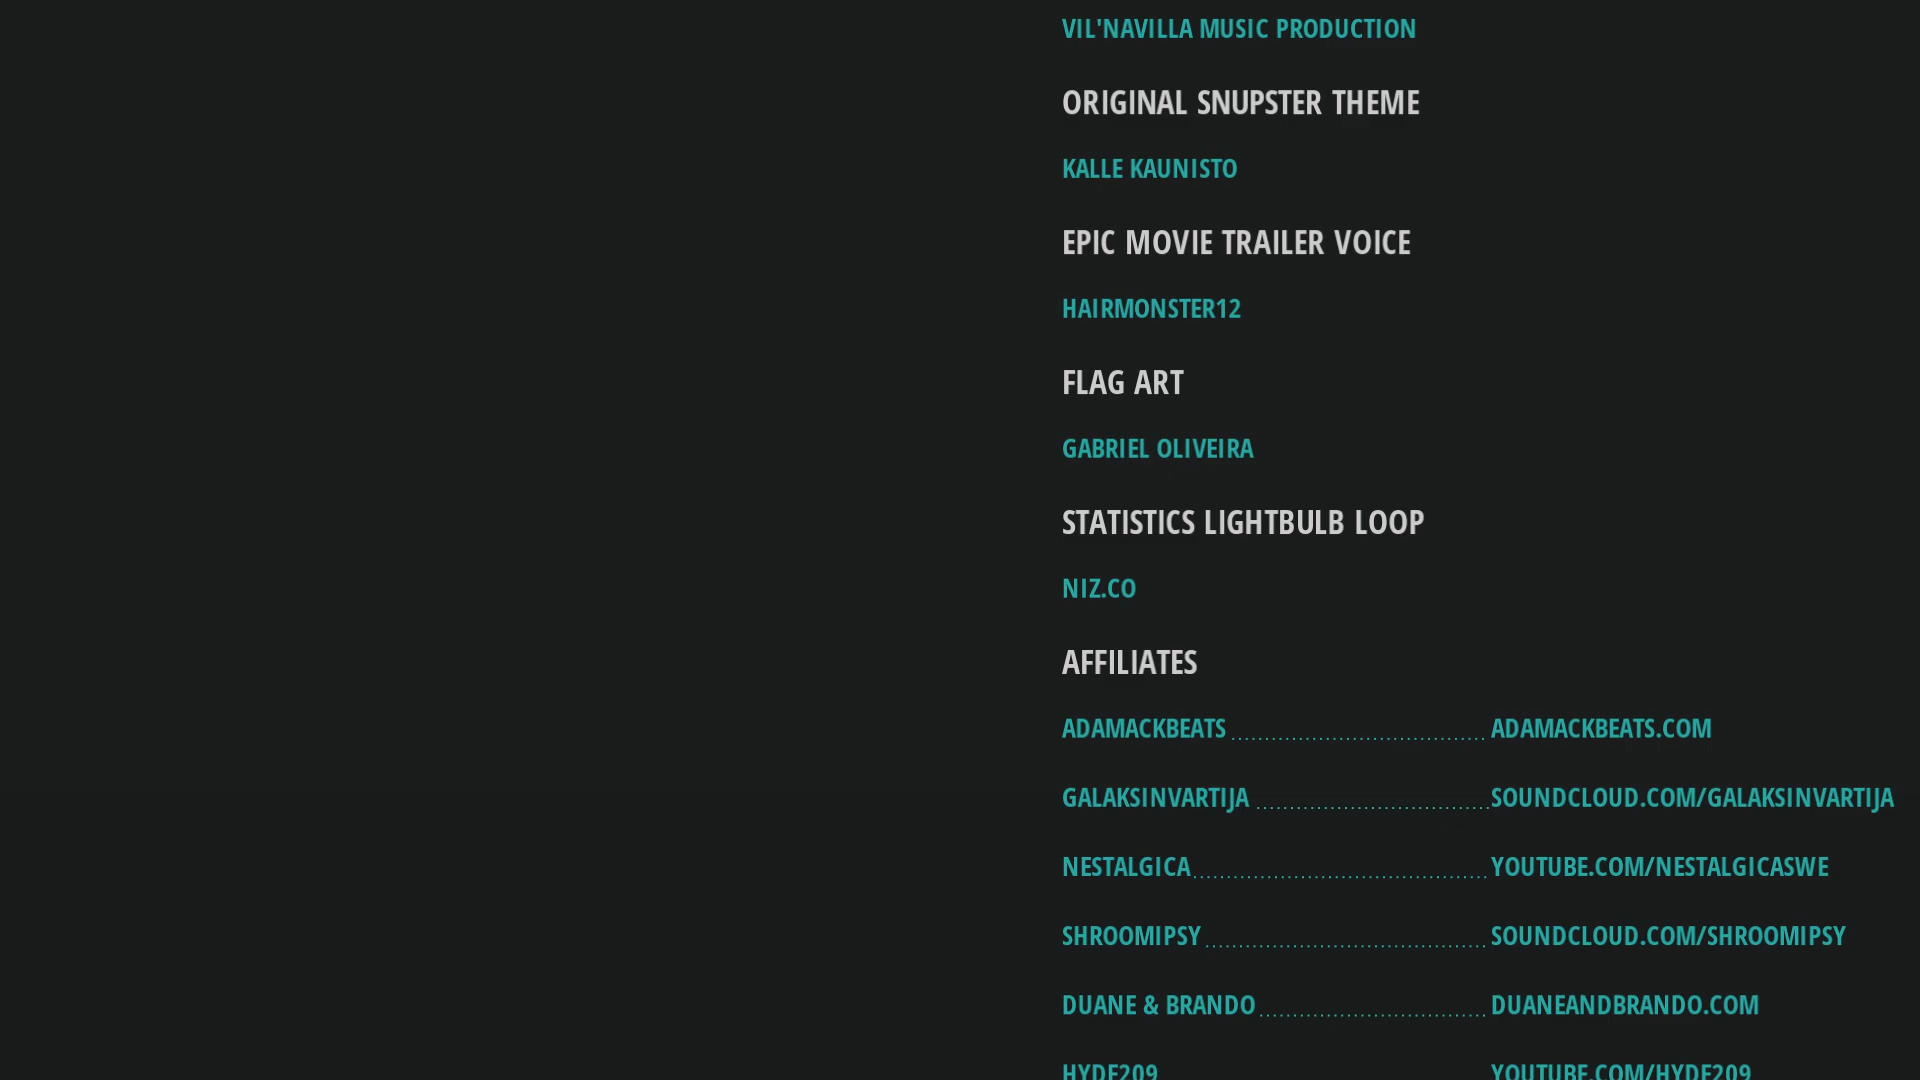 VIL'NAVILLA MUSIC PRODUCTION
ORIGINAL SNUPSTER THEME
KALLE KAUNISTO
EPIC MOVIE TRAILER VOICE
HAIRMONSTER12
FLAG ART
GABRIEL OLIVEIRA
STATISTICS LIGHTBULB LOOP
NIZ.CO
AFFILIATES
ADAMACKBEATS ........................................ ADAMACKBEATS.COM
GALAKSINVARTIJA ..................................... SOUNDCLOUD.COM/GALAKSINVARTIJA
NESTALGICA ............................................... YOUTUBE.COM/NESTALGICASWE
SHROOMIPSY ............................................ SOUNDCLOUD.COM/SHROOMIPSY
DUANE & BRANDO .................................... DUANEANDBRANDO.COM
HYDE209 YOUTUBE.COM/HYDE209